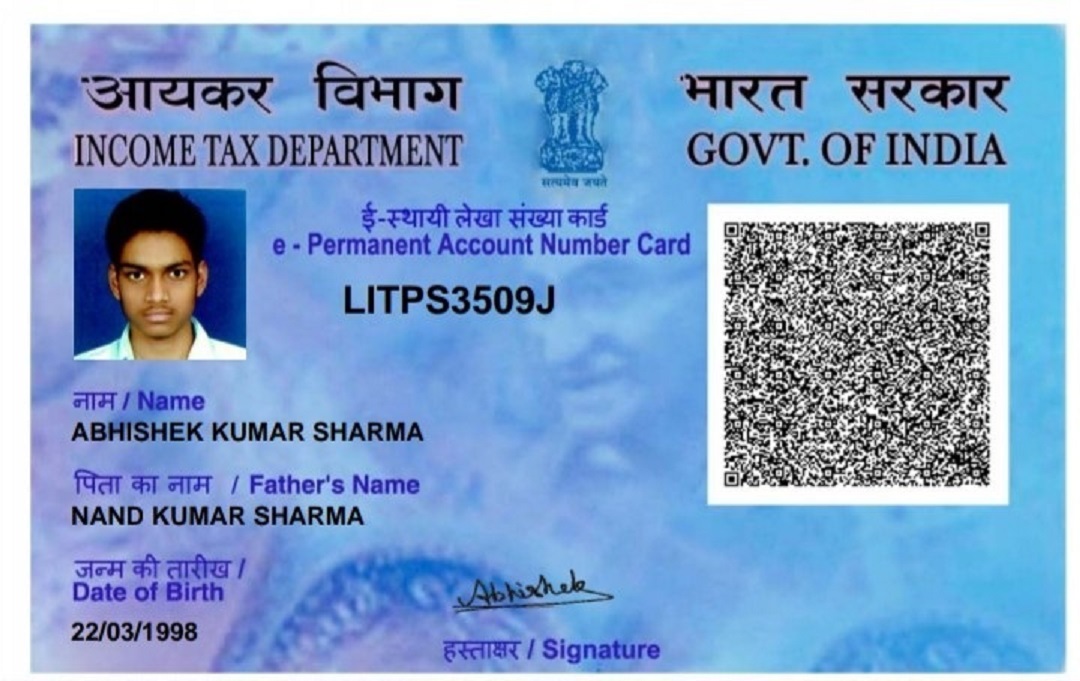 आयकर विभाग
INCOME TAX DEPARTMENT
सत्यमेव जयते
भारत सरकार
GOVT. OF INDIA
ई-स्थायी लेखा संख्या कार्ड
e - Permanent Account Number Card
LITPS3509J
नाम / Name
ABHISHEK KUMAR SHARMA
पिता का नाम / Father's Name
NAND KUMAR SHARMA
जन्म की तारीख /
Date of Birth
22/03/1998
Abhishek
हस्ताक्षर / Signature